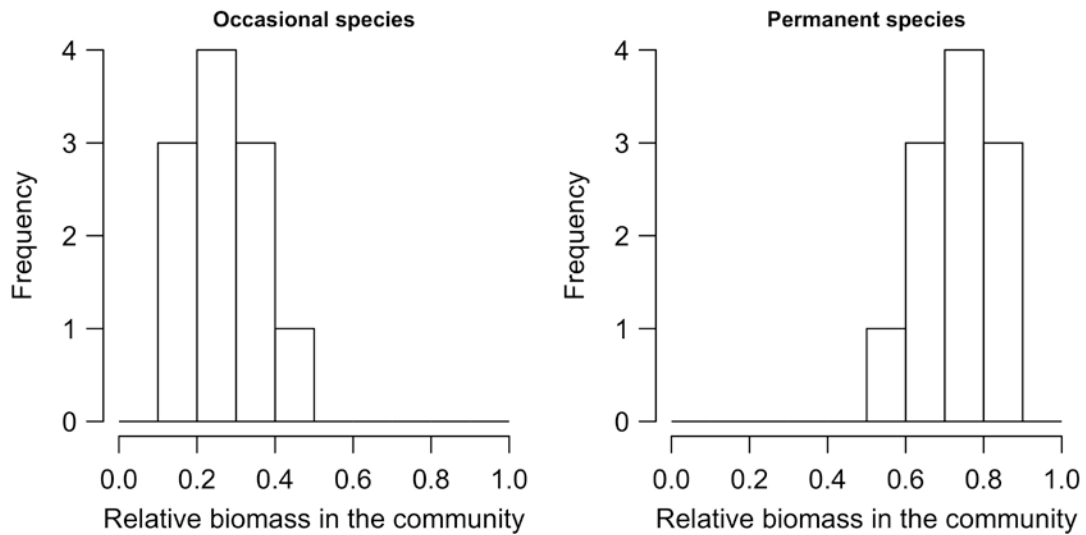 Occasional species
4
3
2
1
0
Frequency
0.0 0.2 0.4 0.6 0.8 1.0
Relative biomass in the community
Permanent species
4
3
2
1
0
Frequency
0.0 0.2 0.4 0.6 0.8 1.0
Relative biomass in the community